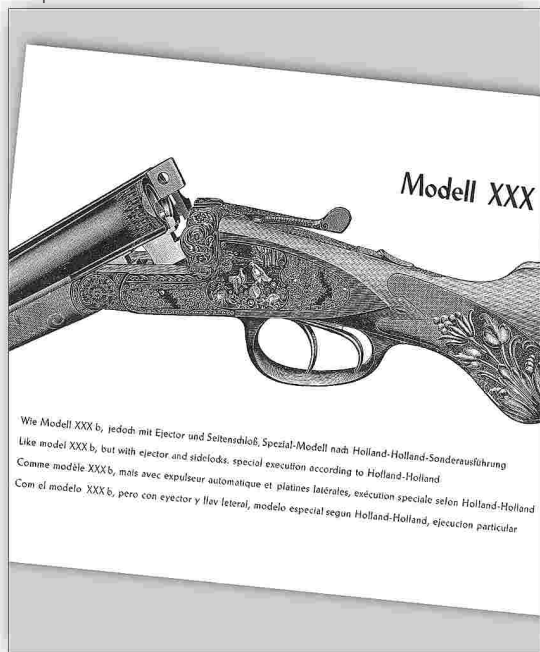 Modell XXX
Wie Modell XXX b, jedoch mit Ejector und Seitenschloß, Spezial-Modell nach Holland-Holland-Sonderausführung
Like model XXX b, but with ejector and sidelocks, special execution according to Holland-Holland
Comme modèle XXX b, mais avec expulseur automatique et platines latérales, exécution speciale selon Holland-Holland
Com el modelo XXX b, pero con eyector y llav leteral, modelo especial segun Holland-Holland, ejecucion particular